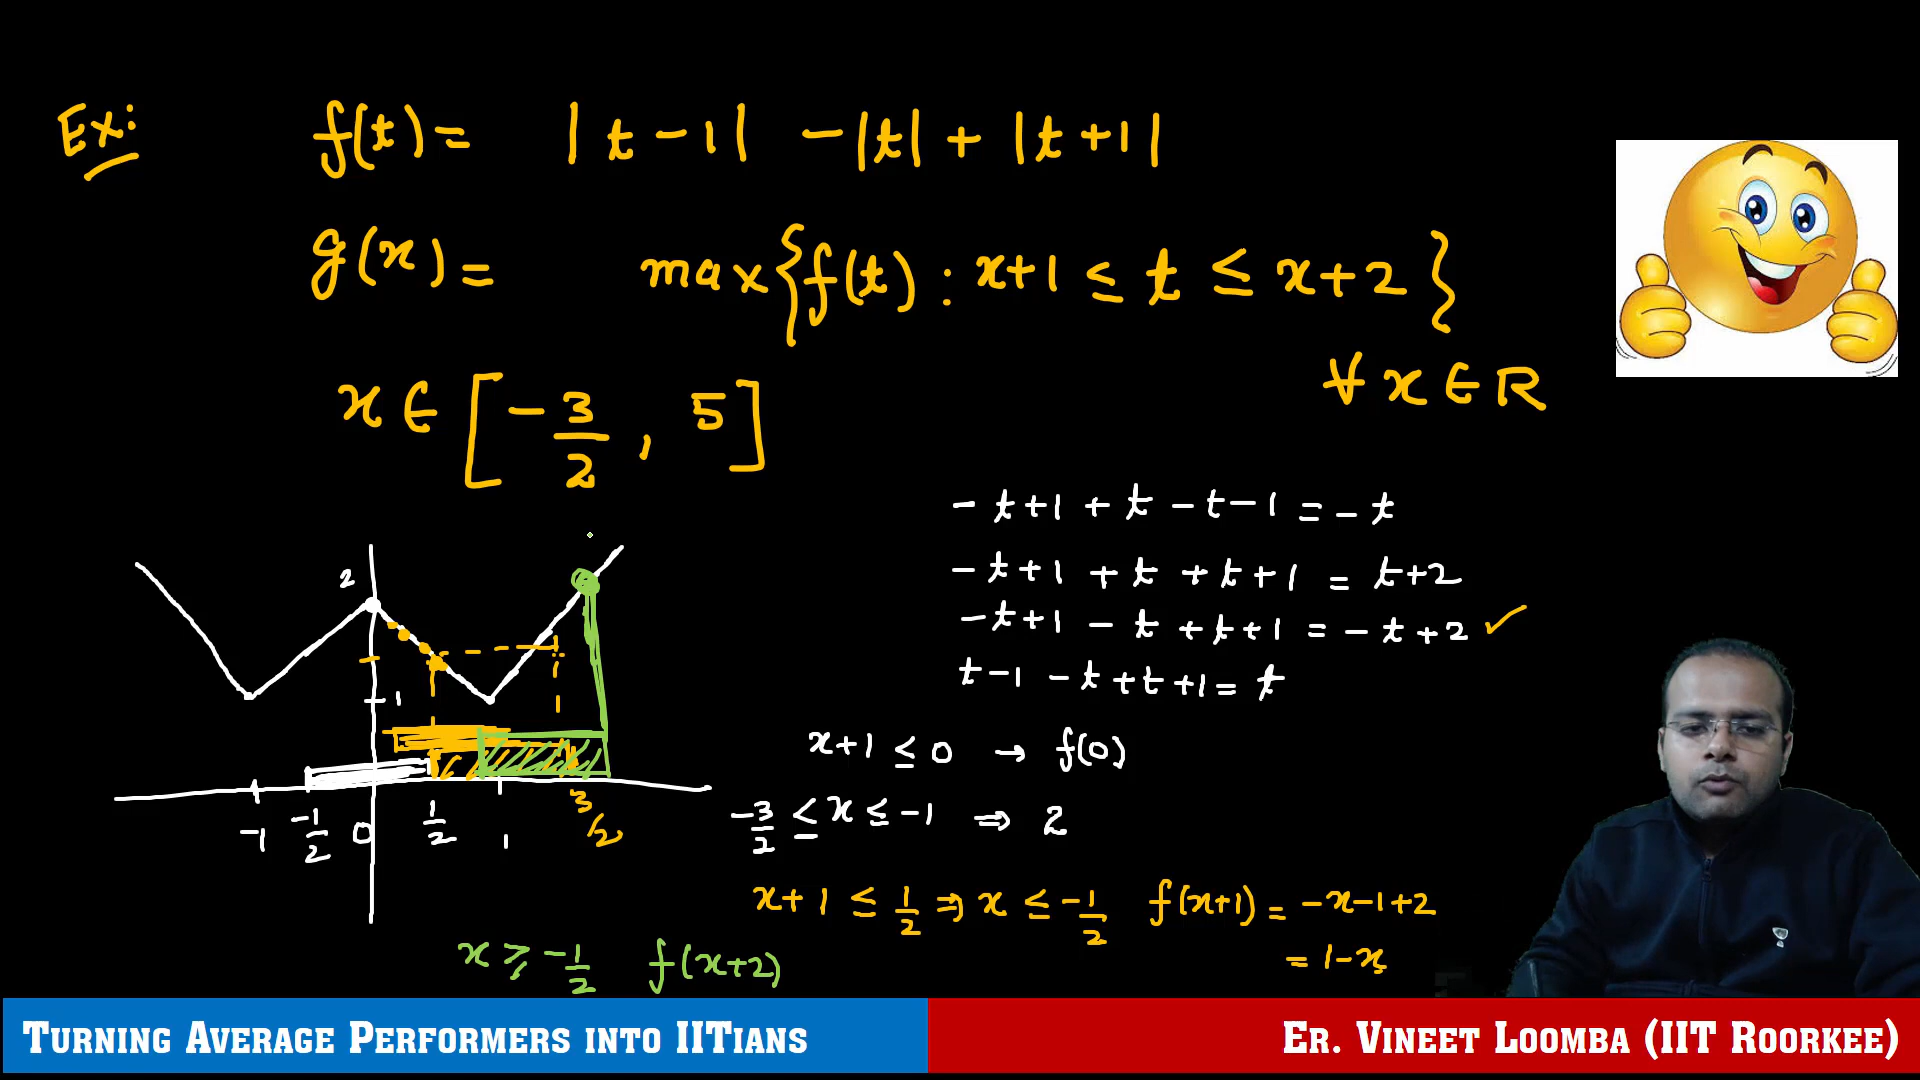 Ex: f(t) = |t-1| -|t| + |t+1|
g(x) = max{f(t) : x+1 ≤ t ≤ x+2}
∀ x ∈ R
x ∈ [-3/2, 5]
-t+1 + t -t-1 = -t
-t+1 + t + t+1 = t+2
-t+1 - t + t+1 = -t+2 ✓
t-1 -t+t+1 = t
2
1
-1 -1/2 0 1/2 1 3/2
x+1 ≤ 0 → f(0)
-3/2 ≤ x ≤ -1 ⇒ 2
x+1 ≤ 1/2 ⇒ x ≤ -1/2 f(x+1) = -x-1+2
= 1-x
x ≥ -1/2 f(x+2)
TURNING AVERAGE PERFORMERS INTO IITIANS
ER. VINEET LOOMBA (IIT ROORKEE)